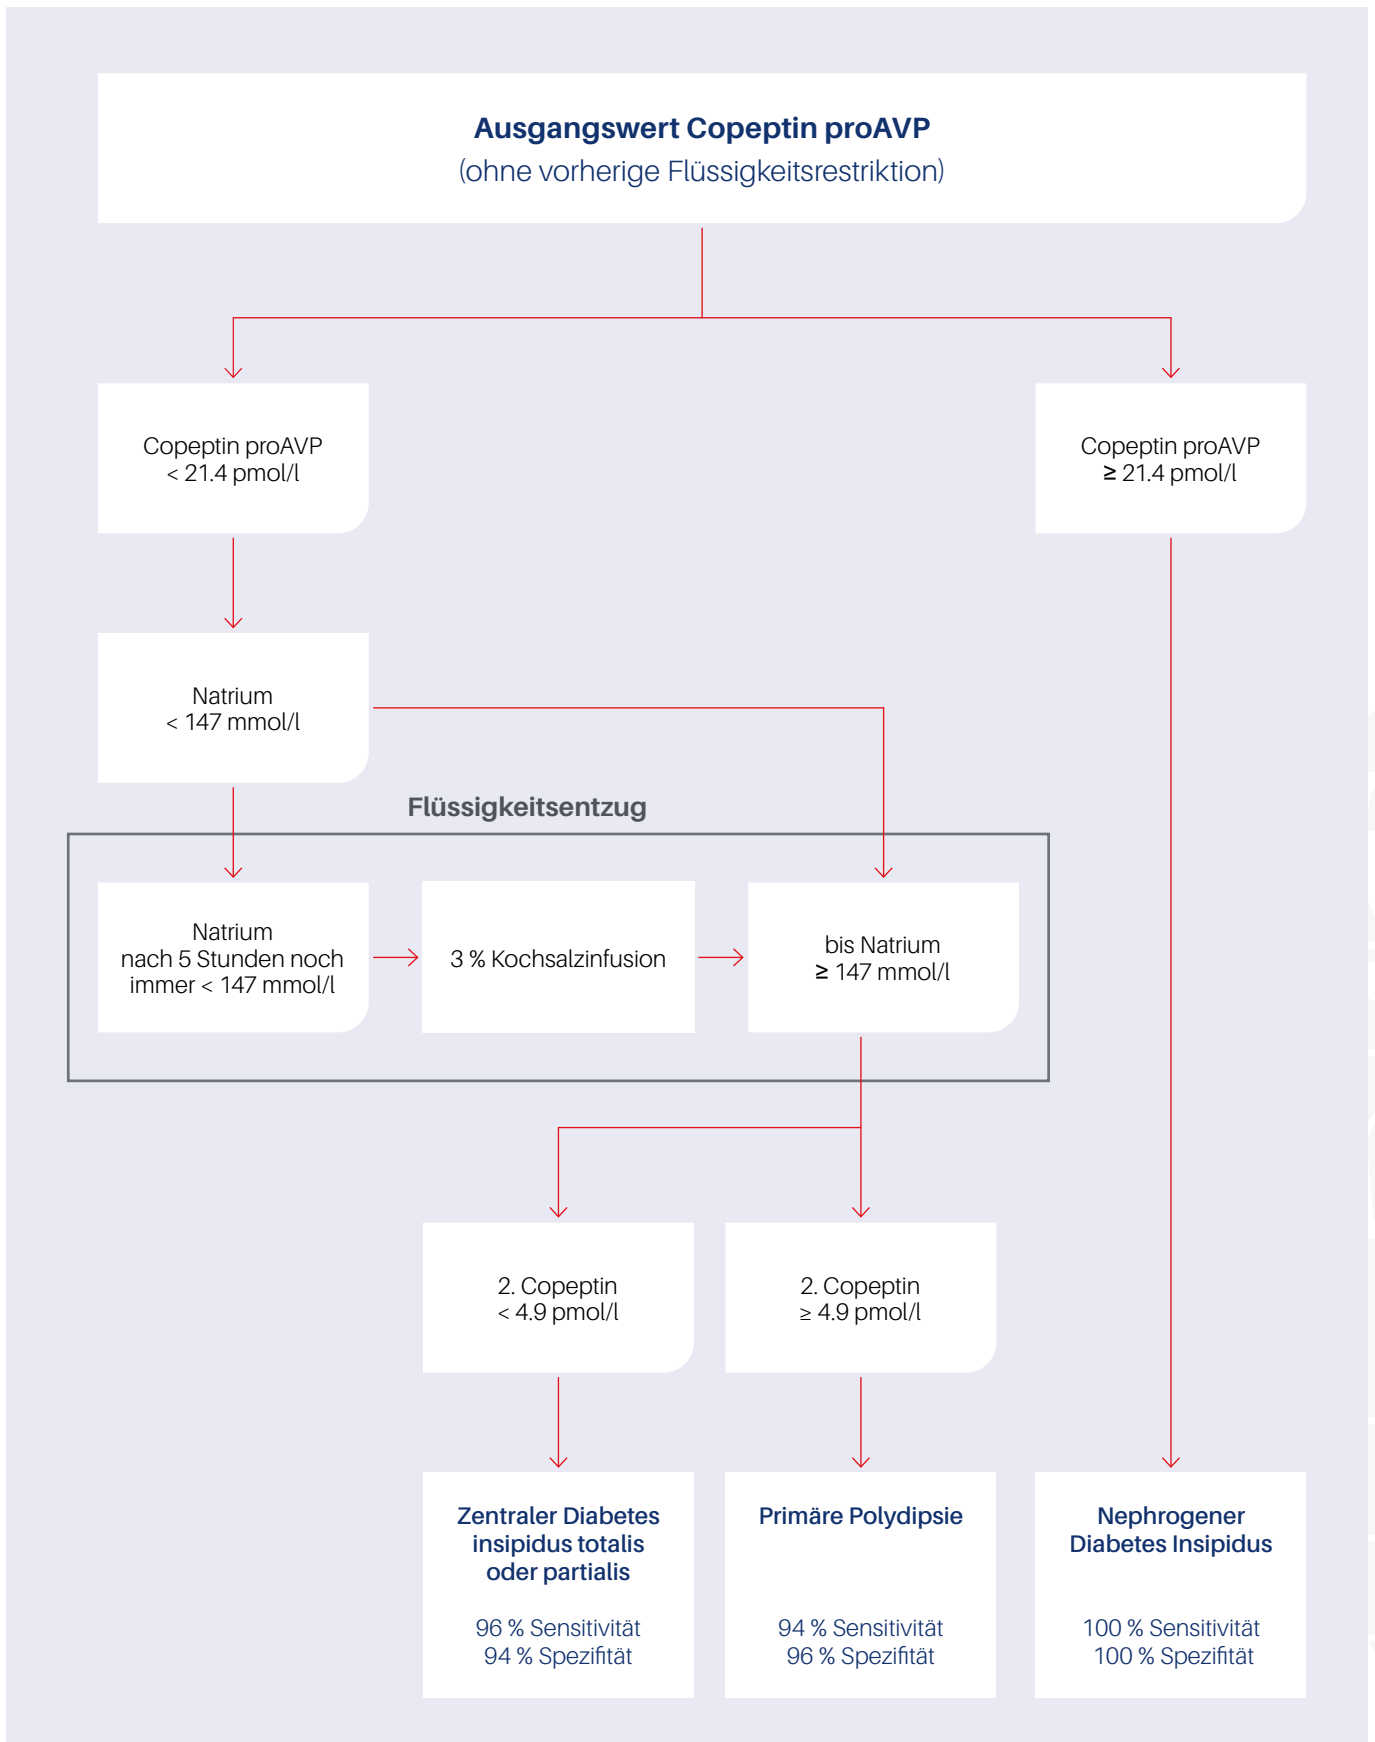 Ausgangswert Copeptin proAVP
(ohne vorherige Flüssigkeitsrestriktion)
Copeptin proAVP
< 21.4 pmol/l
Copeptin proAVP
≥ 21.4 pmol/l
Natrium
< 147 mmol/l
Flüssigkeitsentzug
Natrium
nach 5 Stunden noch
immer < 147 mmol/l
3 % Kochsalzinfusion
bis Natrium
≥ 147 mmol/l
2. Copeptin
< 4.9 pmol/l
2. Copeptin
≥ 4.9 pmol/l
Zentraler Diabetes
insipidus totalis
oder partialis
96 % Sensitivität
94 % Spezifität
Primäre Polydipsie
94 % Sensitivität
96 % Spezifität
Nephrogener
Diabetes Insipidus
100 % Sensitivität
100 % Spezifität